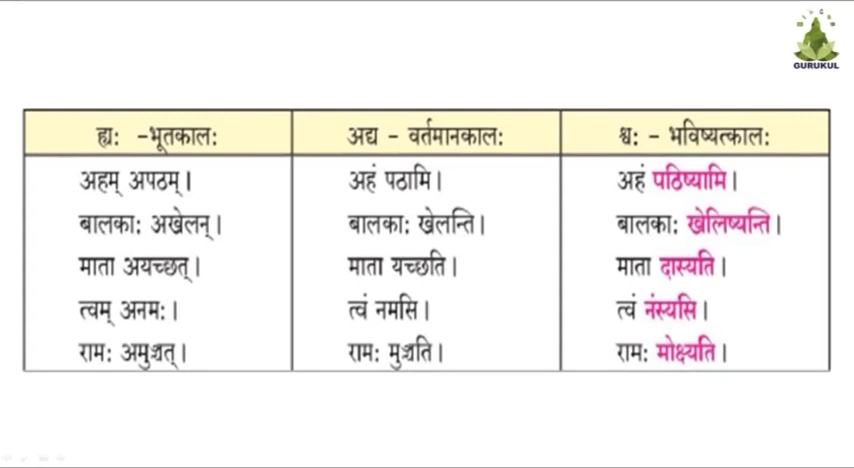 GURUKUL
ह्यः -भूतकालः अद्य - वर्तमानकालः श्वः - भविष्यत्कालः
अहम् अपठम्। अहं पठामि। अहं पठिष्यामि।
बालकाः अखेलन्। बालकाः खेलन्ति। बालकाः खेलिष्यन्ति।
माता अयच्छत्। माता यच्छति। माता दास्यति।
त्वम् अनमः। त्वं नमसि। त्वं नंस्यसि।
रामः अमुञ्चत्। रामः मुञ्चति। रामः मोक्ष्यति।